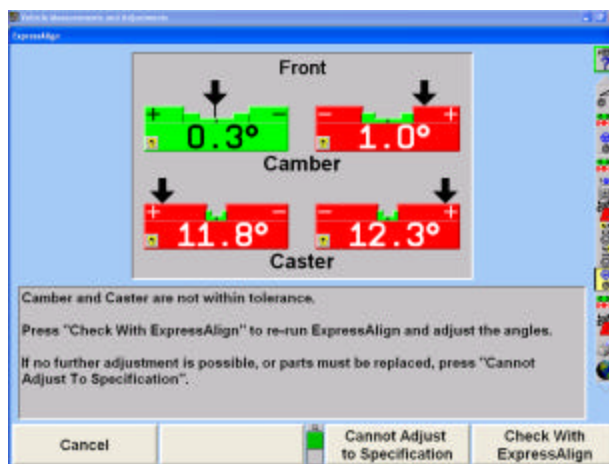 Vehicle Measurements and Adjustments
ExpressAlign
Front
+ −
− +
0.3°
1.0°
Camber
+ −
− +
11.8°
12.3°
Caster
Camber and Caster are not within tolerance.
Press "Check With ExpressAlign" to re-run ExpressAlign and adjust the angles.
If no further adjustment is possible, or parts must be replaced, press "Cannot
Adjust To Specification".
Cancel
Cannot Adjust
to Specification
Check With
ExpressAlign